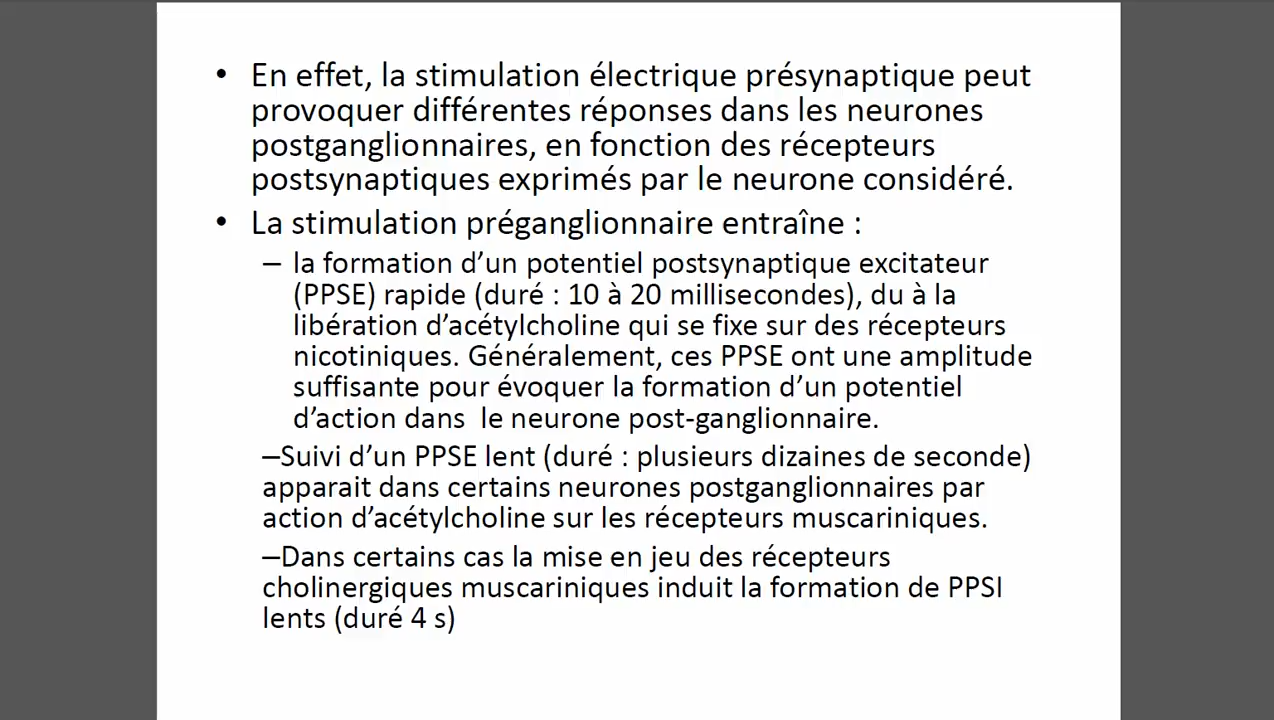 • En effet, la stimulation électrique présynaptique peut
provoquer différentes réponses dans les neurones
postganglionnaires, en fonction des récepteurs
postsynaptiques exprimés par le neurone considéré.
• La stimulation préganglionnaire entraîne :
– la formation d’un potentiel postsynaptique excitateur
(PPSE) rapide (duré : 10 à 20 millisecondes), du à la
libération d’acétylcholine qui se fixe sur des récepteurs
nicotiniques. Généralement, ces PPSE ont une amplitude
suffisante pour évoquer la formation d’un potentiel
d’action dans  le neurone post-ganglionnaire.
–Suivi d’un PPSE lent (duré : plusieurs dizaines de seconde)
apparait dans certains neurones postganglionnaires par
action d’acétylcholine sur les récepteurs muscariniques.
–Dans certains cas la mise en jeu des récepteurs
cholinergiques muscariniques induit la formation de PPSI
lents (duré 4 s)